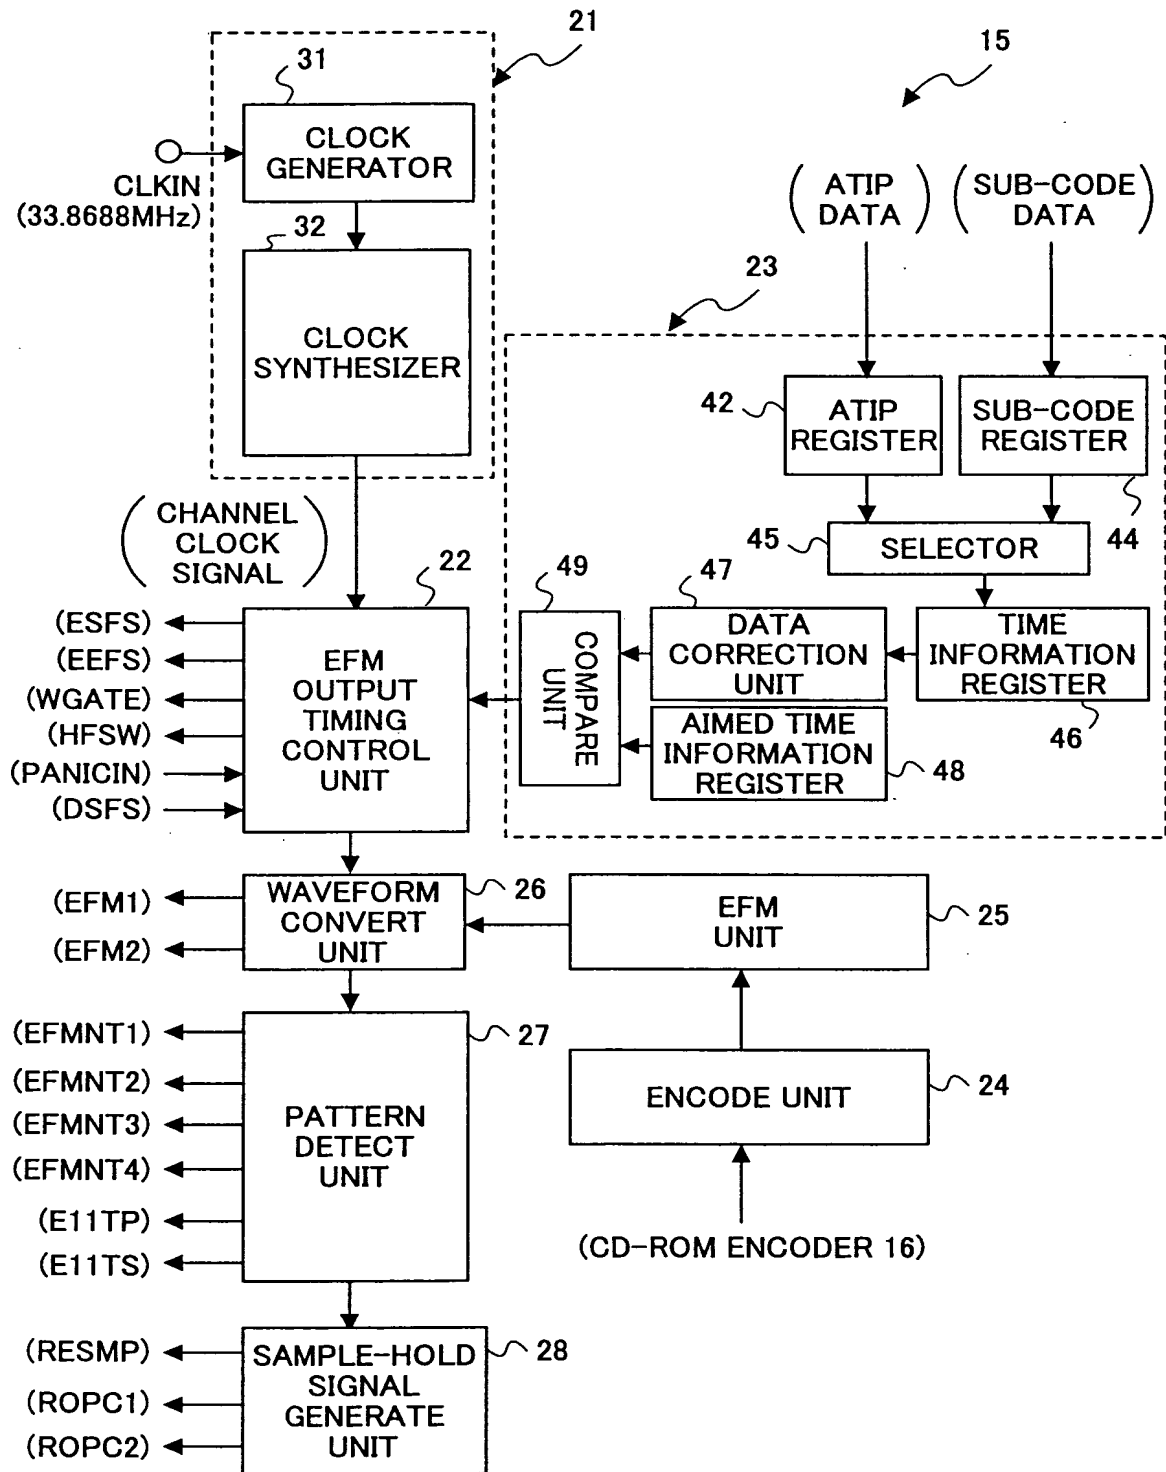 21
15
31
CLOCK
GENERATOR
CLKIN
(33.8688MHz)
32
CLOCK
SYNTHESIZER
(ATIP
DATA)
(SUB-CODE
DATA)
23
42
ATIP
REGISTER
SUB-CODE
REGISTER
44
45
SELECTOR
(CHANNEL
CLOCK
SIGNAL)
22
49
47
COMPARE
UNIT
DATA
CORRECTION
UNIT
TIME
INFORMATION
REGISTER
46
AIMED TIME
INFORMATION
REGISTER
48
(ESFS)
(EEFS)
(WGATE)
(HFSW)
(PANICIN)
(DSFS)
EFM
OUTPUT
TIMING
CONTROL
UNIT
(EFM1)
(EFM2)
WAVEFORM
CONVERT
UNIT
26
EFM
UNIT
25
(EFMNT1)
(EFMNT2)
(EFMNT3)
(EFMNT4)
(E11TP)
(E11TS)
PATTERN
DETECT
UNIT
27
ENCODE UNIT
24
(CD-ROM ENCODER 16)
(RESMP)
(ROPC1)
(ROPC2)
SAMPLE-HOLD
SIGNAL
GENERATE
UNIT
28